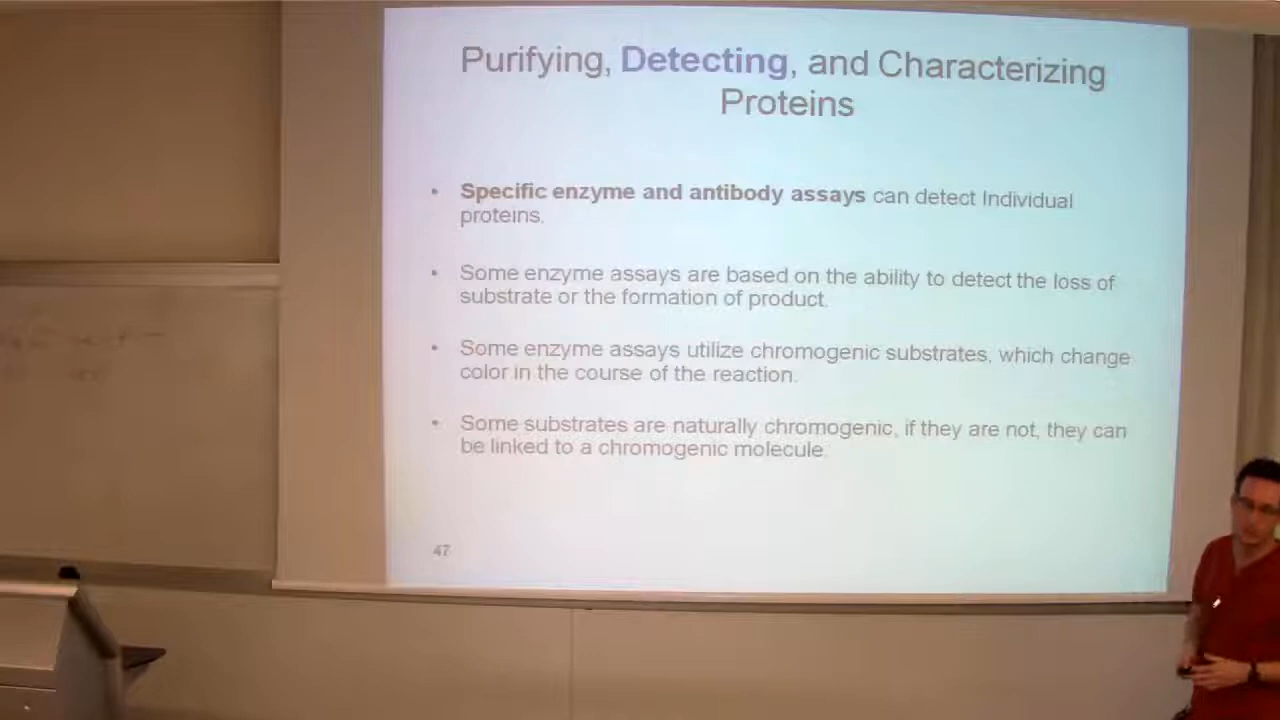 Purifying, Detecting, and Characterizing
Proteins
• Specific enzyme and antibody assays can detect Individual
proteins.
• Some enzyme assays are based on the ability to detect the loss of
substrate or the formation of product.
• Some enzyme assays utilize chromogenic substrates, which change
color in the course of the reaction.
• Some substrates are naturally chromogenic, if they are not, they can
be linked to a chromogenic molecule.
47